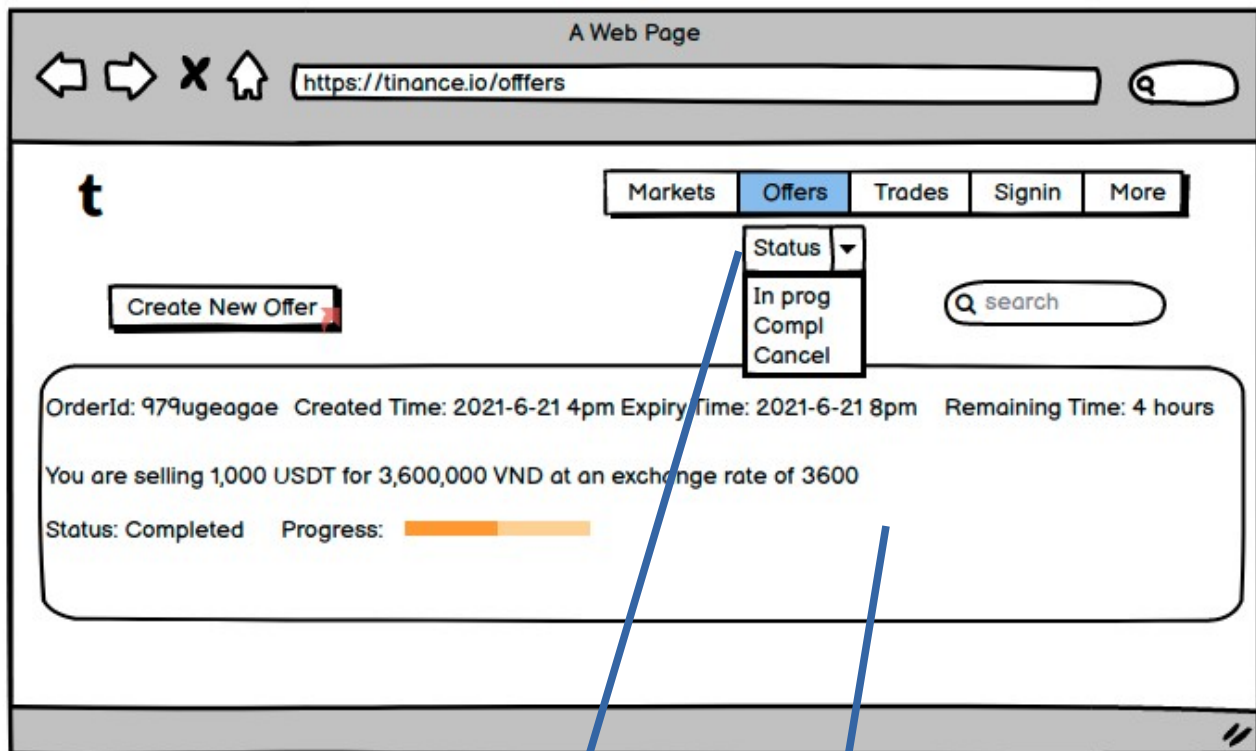 A Web Page
https://tinance.io/offfers
t
Markets Offers Trades Signin More
Status
Create New Offer
In prog
Compl
Cancel
search
OrderId: 979ugeagae Created Time: 2021-6-21 4pm Expiry Time: 2021-6-21 8pm Remaining Time: 4 hours
You are selling 1,000 USDT for 3,600,000 VND at an exchange rate of 3600
Status: Completed Progress: